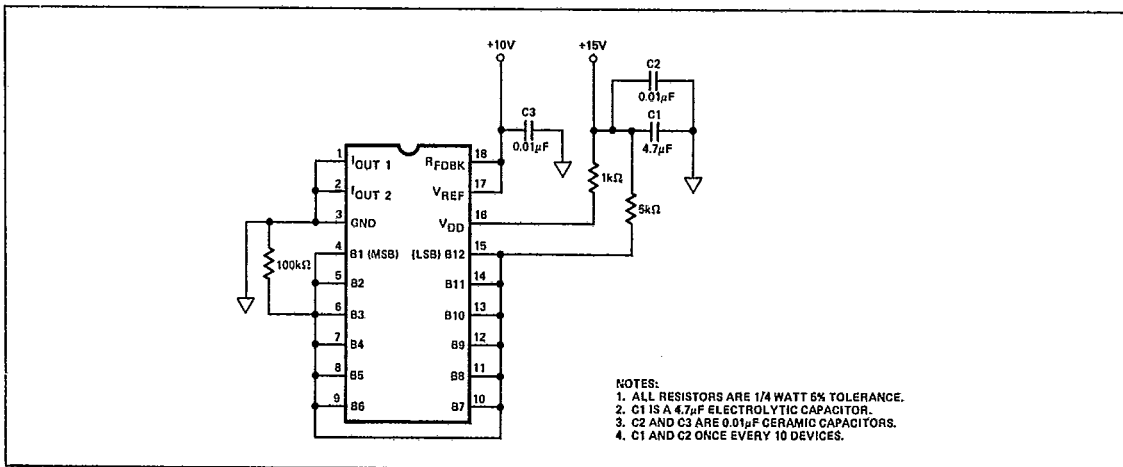 +10V
+15V
C2
0.01µF
C3
0.01µF
C1
4.7µF
1 IOUT 1
RFDBK 18
2 IOUT 2
VREF 17
1kΩ
5kΩ
3 GND
VDD 16
4 B1 (MSB)
(LSB) B12 15
100kΩ
5 B2
B11 14
6 B3
B10 13
7 B4
B9 12
8 B5
B8 11
9 B6
B7 10
NOTES:
1. ALL RESISTORS ARE 1/4 WATT 5% TOLERANCE.
2. C1 IS A 4.7µF ELECTROLYTIC CAPACITOR.
3. C2 AND C3 ARE 0.01µF CERAMIC CAPACITORS.
4. C1 AND C2 ONCE EVERY 10 DEVICES.